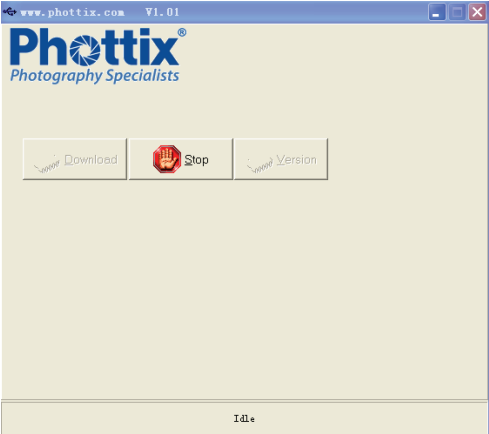 www.phottix.com V1.01
Phottix®
Photography Specialists
Download Stop Version
Idle